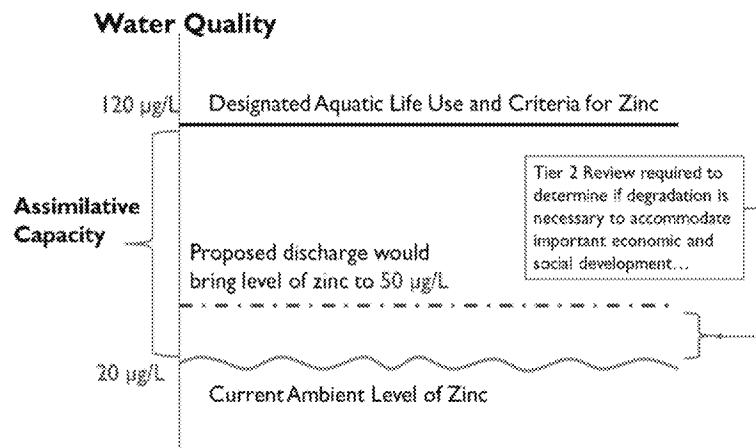 Water Quality
120 µg/L
Designated Aquatic Life Use and Criteria for Zinc
Tier 2 Review required to
determine if degradation is
necessary to accommodate
important economic and
social development...
Assimilative
Capacity
Proposed discharge would
bring level of zinc to 50 µg/L
20 µg/L
Current Ambient Level of Zinc